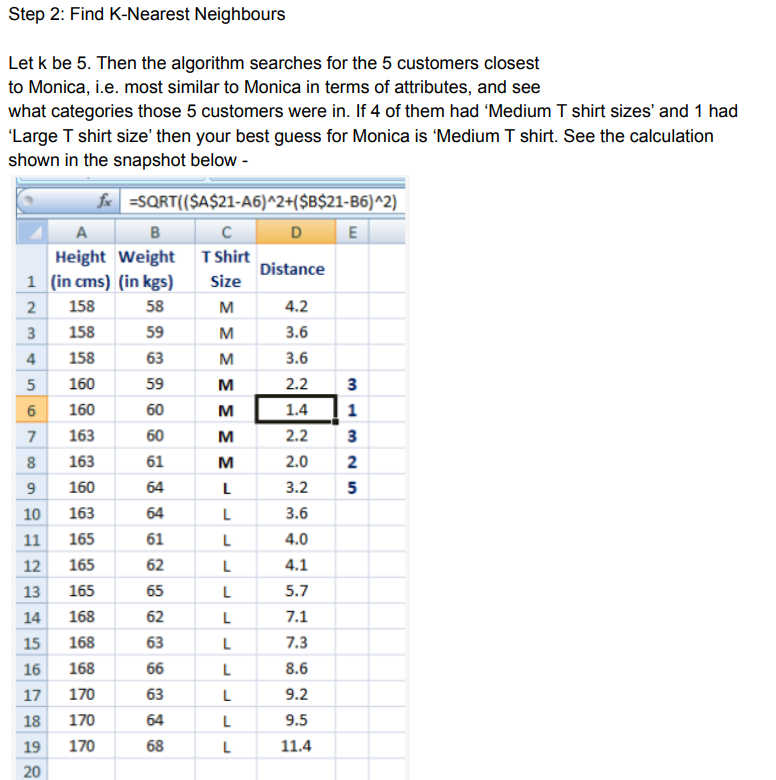 Step 2: Find K-Nearest Neighbours
Let k be 5. Then the algorithm searches for the 5 customers closest
to Monica, i.e. most similar to Monica in terms of attributes, and see
what categories those 5 customers were in. If 4 of them had ‘Medium T shirt sizes’ and 1 had
‘Large T shirt size’ then your best guess for Monica is ‘Medium T shirt. See the calculation
shown in the snapshot below -
fx =SQRT(($A$21-A6)^2+($B$21-B6)^2)
A B C D E
1 Height (in cms) Weight (in kgs) T Shirt Size Distance
2 158 58 M 4.2
3 158 59 M 3.6
4 158 63 M 3.6
5 160 59 M 2.2 3
6 160 60 M 1.4 1
7 163 60 M 2.2 3
8 163 61 M 2.0 2
9 160 64 L 3.2 5
10 163 64 L 3.6
11 165 61 L 4.0
12 165 62 L 4.1
13 165 65 L 5.7
14 168 62 L 7.1
15 168 63 L 7.3
16 168 66 L 8.6
17 170 63 L 9.2
18 170 64 L 9.5
19 170 68 L 11.4
20